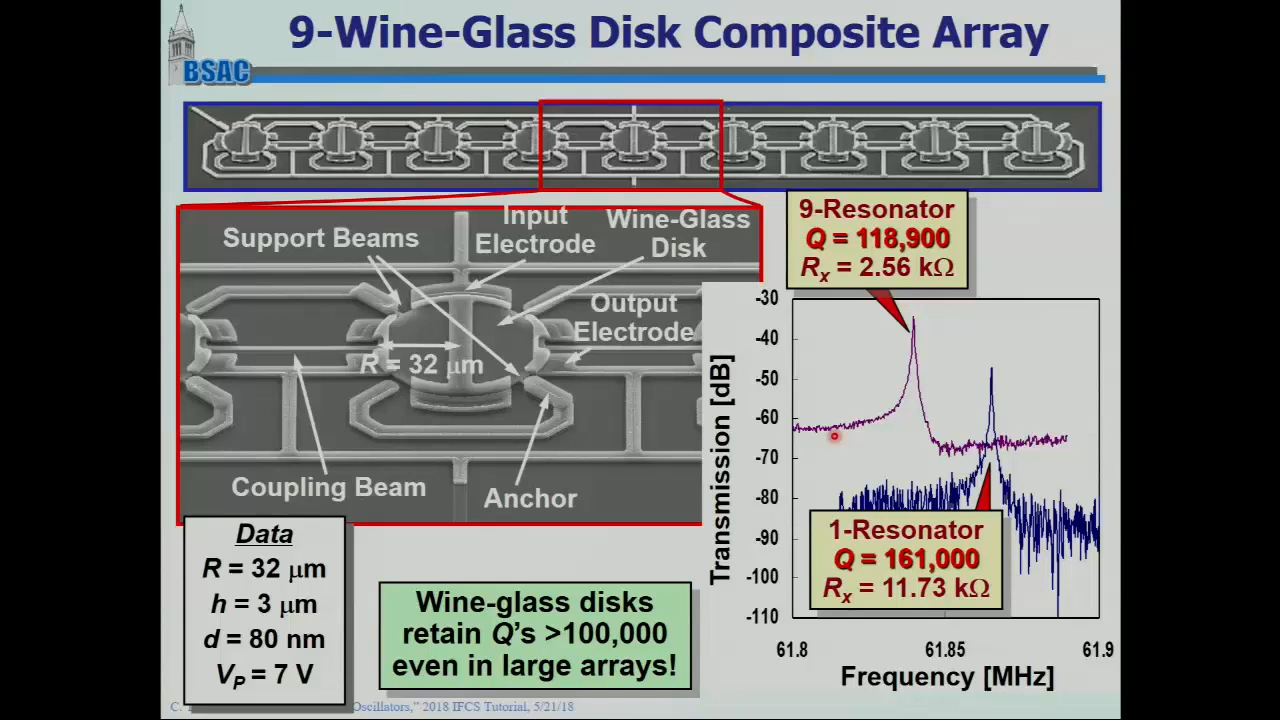 9-Wine-Glass Disk Composite Array
BSAC
Support Beams
Input
Electrode
Wine-Glass
Disk
Output
Electrode
R = 32 μm
Coupling Beam
Anchor
9-Resonator
Q = 118,900
Rx = 2.56 kΩ
-30
-40
-50
-60
-70
-80
-90
-100
-110
Transmission [dB]
1-Resonator
Q = 161,000
Rx = 11.73 kΩ
61.8
61.85
61.9
Frequency [MHz]
Data
R = 32 μm
h = 3 μm
d = 80 nm
VP = 7 V
Wine-glass disks
retain Q's >100,000
even in large arrays!
C. Oscillators," 2018 IFCS Tutorial, 5/21/18